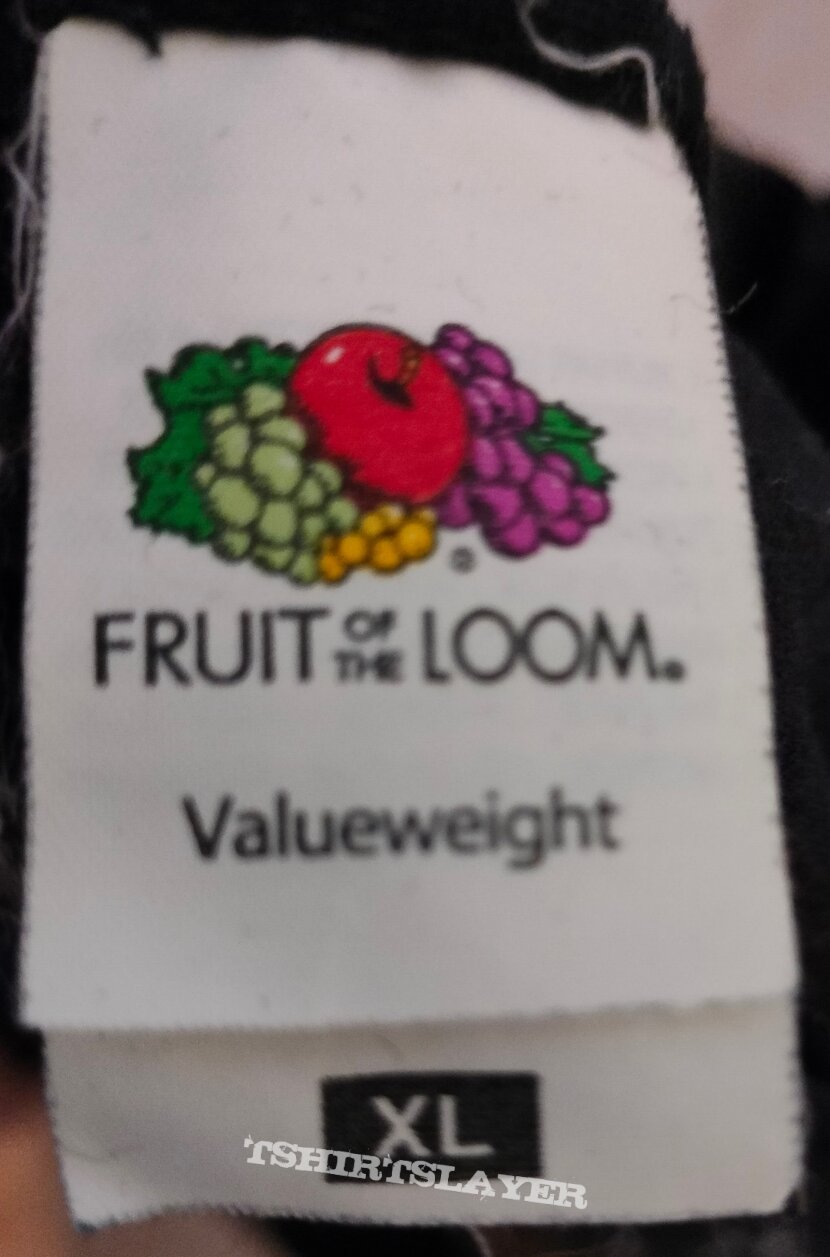 ®
FRUIT OF THE LOOM®
Valueweight
XL
TSHIRTSLAYER